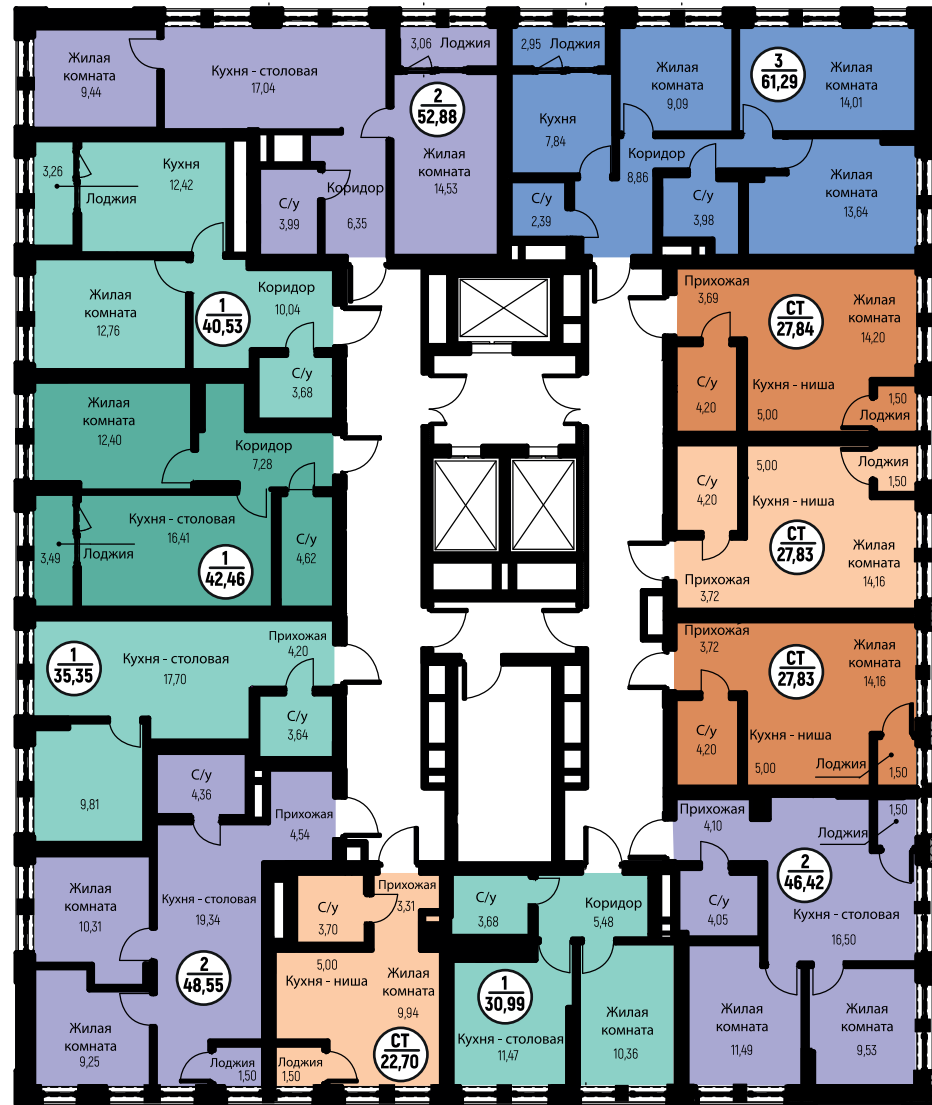 Жилая
комната
9,44
Кухня - столовая
17,04
3,06 Лоджия
2
52,88
Жилая
комната
14,53
С/у
3,99
Коридор
6,35
2,95 Лоджия
Кухня
7,84
Жилая
комната
9,09
3
61,29
Жилая
комната
14,01
Коридор
8,86
Жилая
комната
13,64
С/у
2,39
С/у
3,98
3,26
Кухня
12,42
Лоджия
Жилая
комната
12,76
1
40,53
Коридор
10,04
С/у
3,68
Прихожая
3,69
СТ
27,84
Жилая
комната
14,20
С/у
4,20
Кухня - ниша
5,00
1,50
Лоджия
Жилая
комната
12,40
Коридор
7,28
Кухня - столовая
16,41
3,49
Лоджия
1
42,46
С/у
4,62
5,00
Лоджия
1,50
С/у
4,20
Кухня - ниша
СТ
27,83
Жилая
комната
14,16
Прихожая
3,72
1
35,35
Кухня - столовая
17,70
Прихожая
4,20
С/у
3,64
9,81
Прихожая
3,72
СТ
27,83
Жилая
комната
14,16
С/у
4,20
Кухня - ниша
5,00
Лоджия
1,50
С/у
4,36
Прихожая
4,54
Жилая
комната
10,31
Кухня - столовая
19,34
2
48,55
Жилая
комната
9,25
Лоджия
1,50
Прихожая
3,31
С/у
3,70
5,00
Кухня - ниша
Жилая
комната
9,94
СТ
22,70
Лоджия
1,50
С/у
3,68
Коридор
5,48
1
30,99
Кухня - столовая
11,47
Жилая
комната
10,36
Прихожая
4,10
1,50
Лоджия
2
46,42
С/у
4,05
Кухня - столовая
16,50
Жилая
комната
11,49
Жилая
комната
9,53